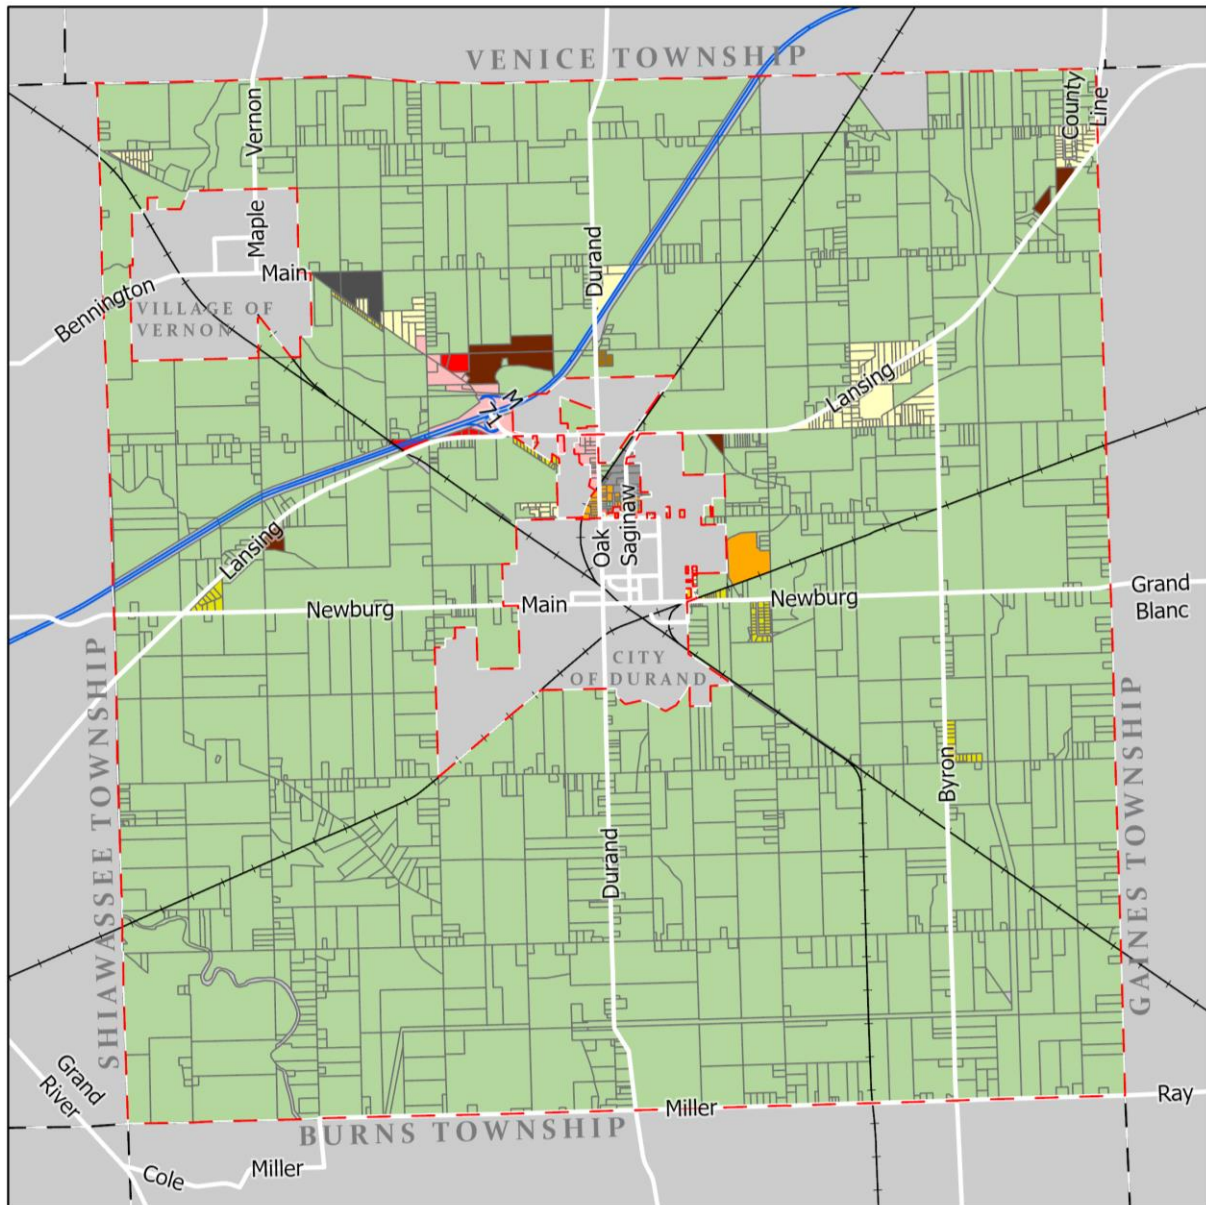 VENICE TOWNSHIP
Vernon
County
Line
Maple
Durand
Main
Bennington
VILLAGE OF
VERNON
Lansing
M
71
Saginaw
Oak
Lansing
Newburg
Main
Newburg
Grand
Blanc
CITY
OF DURAND
SHIAWASSEE TOWNSHIP
GAINES TOWNSHIP
Byron
Durand
Grand
River
Miller
Ray
BURNS TOWNSHIP
Cole
Miller